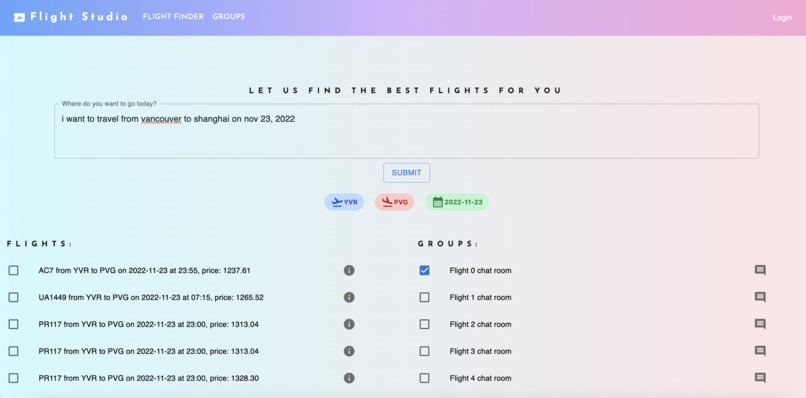 Flight Studio FLIGHT FINDER GROUPS Login
LET US FIND THE BEST FLIGHTS FOR YOU
Where do you want to go today?
i want to travel from vancouver to shanghai on nov 23, 2022
SUBMIT
YVR PVG 2022-11-23
FLIGHTS: GROUPS:
AC7 from YVR to PVG on 2022-11-23 at 23:55, price: 1237.61 Flight 0 chat room
UA1449 from YVR to PVG on 2022-11-23 at 07:15, price: 1265.52 Flight 1 chat room
PR117 from YVR to PVG on 2022-11-23 at 23:00, price: 1313.04 Flight 2 chat room
PR117 from YVR to PVG on 2022-11-23 at 23:00, price: 1313.04 Flight 3 chat room
PR117 from YVR to PVG on 2022-11-23 at 23:00, price: 1328.30 Flight 4 chat room